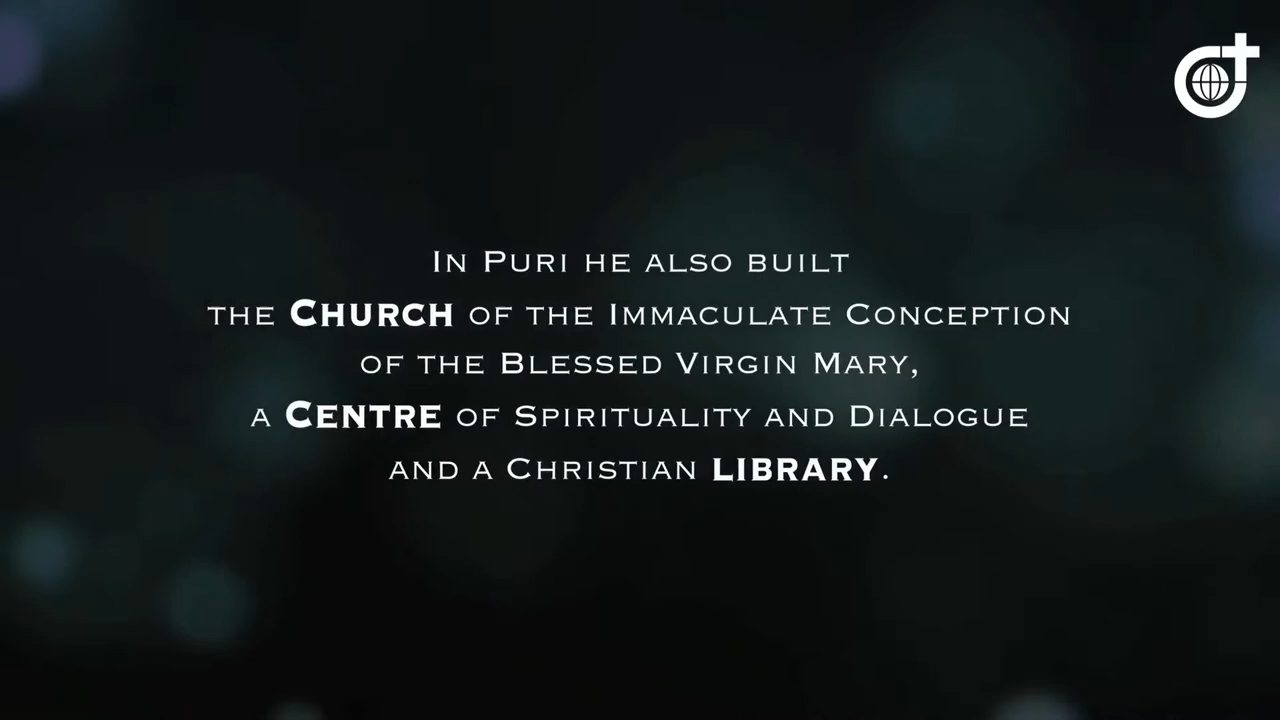 In Puri he also built
the Church of the Immaculate Conception
of the Blessed Virgin Mary,
a Centre of Spirituality and Dialogue
and a Christian library.